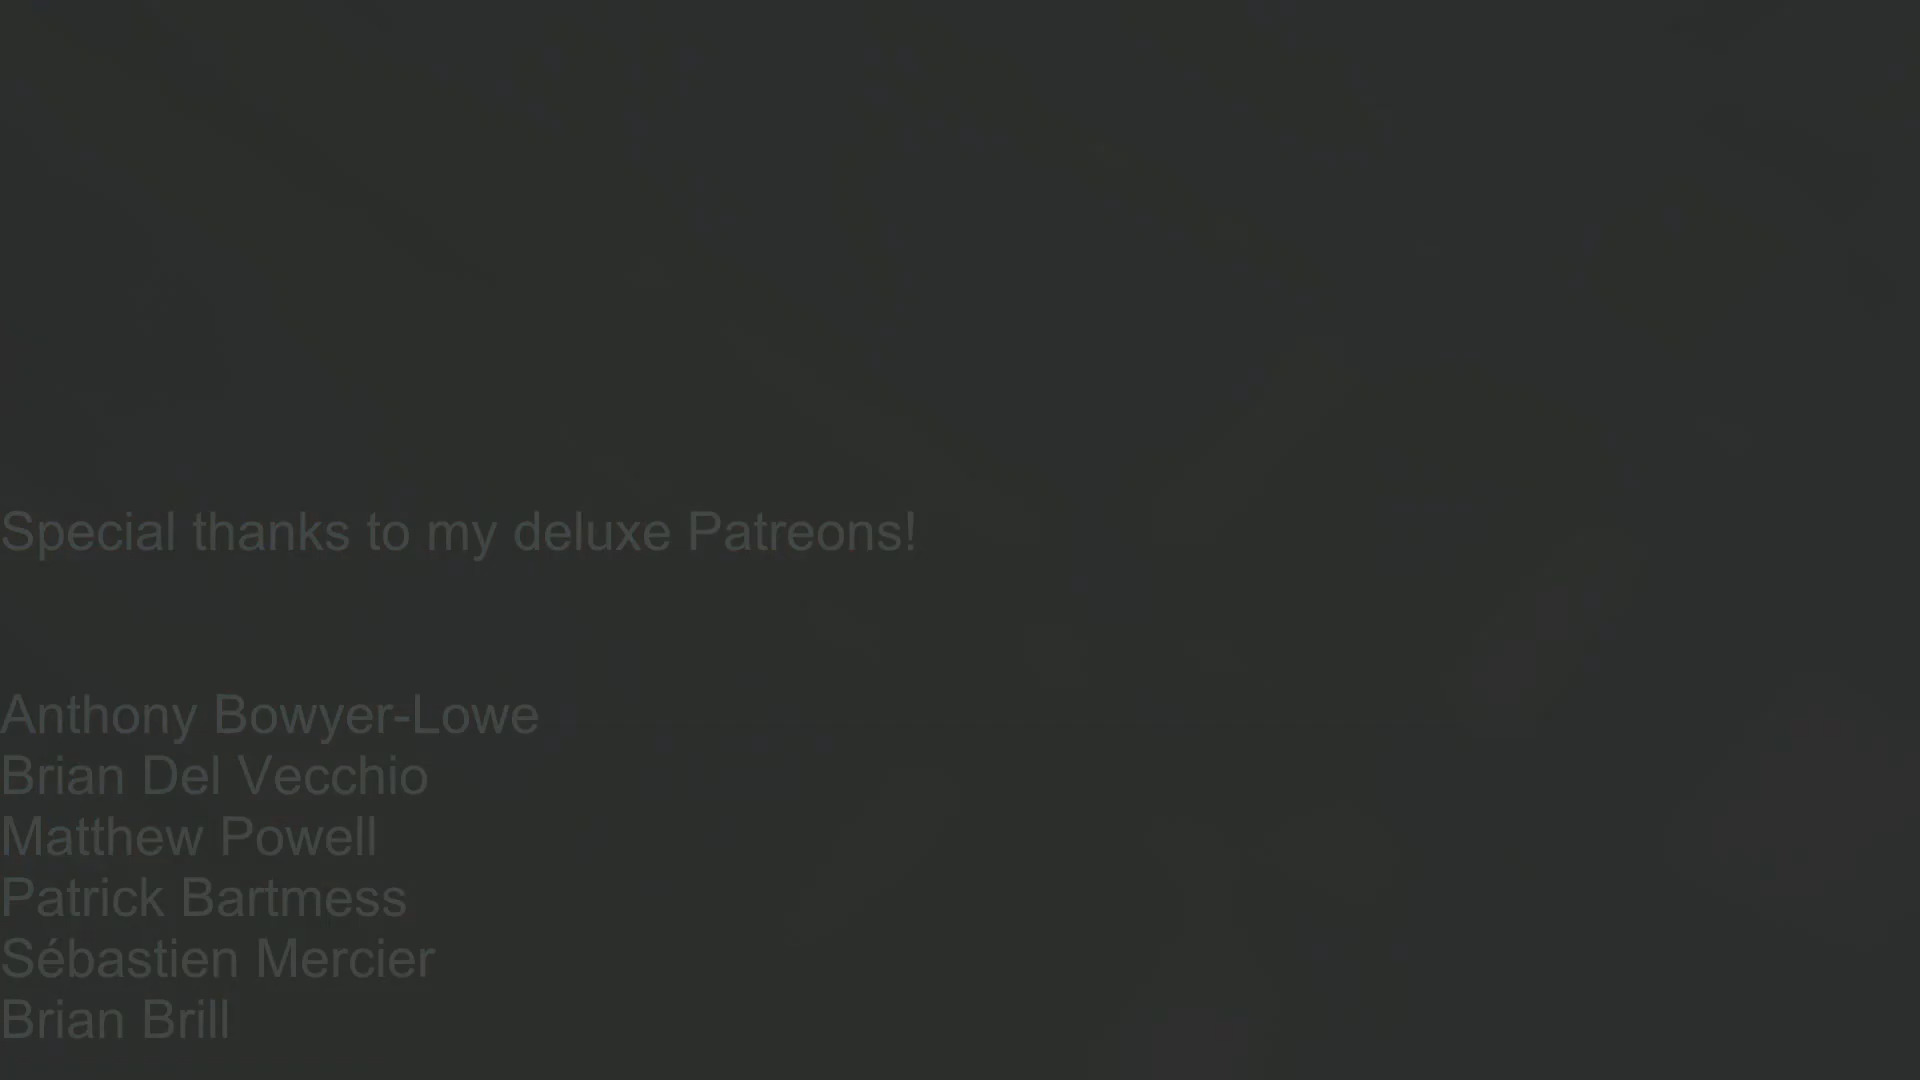 Special thanks to my deluxe Patreons!
Anthony Bowyer-Lowe
Brian Del Vecchio
Matthew Powell
Patrick Bartmess
Sébastien Mercier
Brian Brill